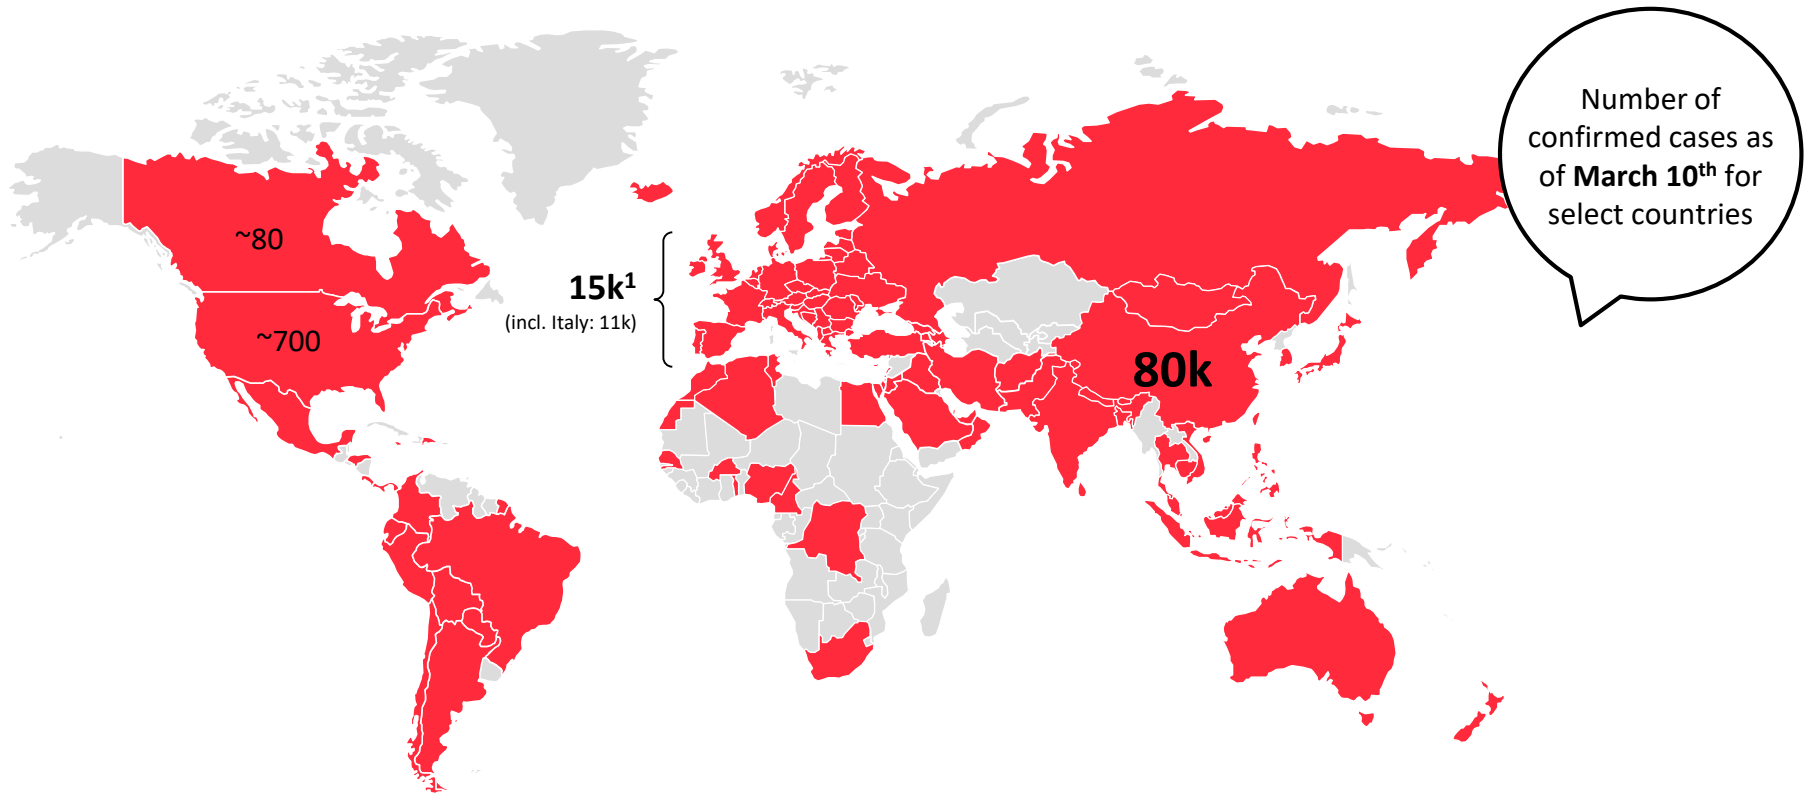 Number of
confirmed cases as
of March 10th for
select countries
~80
15k1
(incl. Italy: 11k)
~700
80k